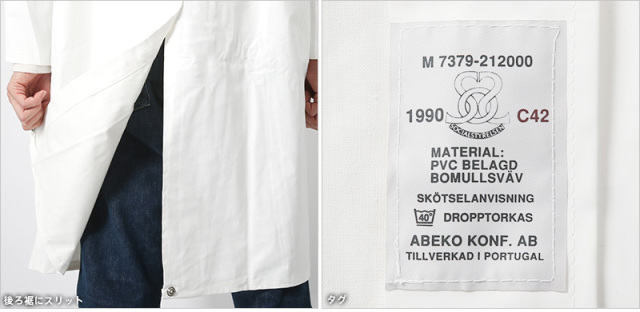 後ろ裾にスリット
M 7379-212000
1990 C42
SOCIALSTYRELSEN
MATERIAL:
PVC BELAGD
BOMULLSVÄV
SKÖTSELANVISNING
40° DROPPTORKAS
ABEKO KONF. AB
TILLVERKAD I PORTUGAL
タグ